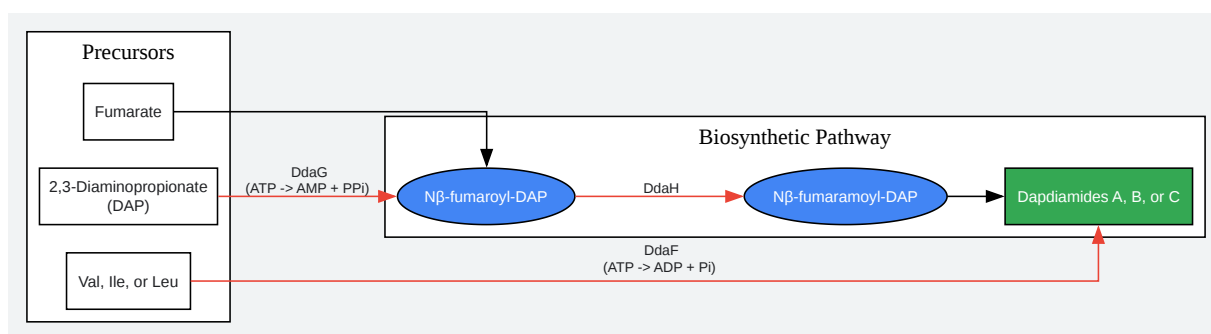 Precursors
Fumarate
Biosynthetic Pathway
DdaG
(ATP -> AMP + PPi)
2,3-Diaminopropionate
(DAP)
Nβ-fumaroyl-DAP
DdaH
Nβ-fumaramoyl-DAP
Dapdiamides A, B, or C
DdaF
(ATP -> ADP + Pi)
Val, Ile, or Leu